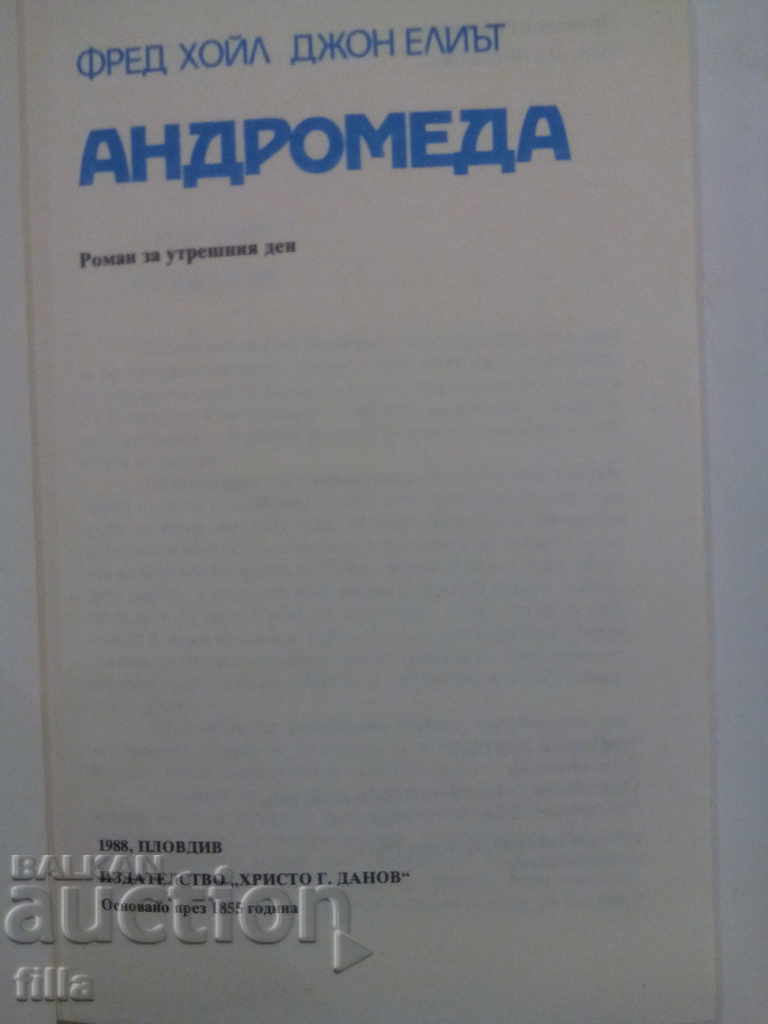 ФРЕД ХОЙЛ ДЖОН ЕЛИЪТ
АНДРОМЕДА
Роман за утрешния ден
1988, ПЛОВДИВ
ИЗДАТЕЛСТВО „ХРИСТО Г. ДАНОВ“
Основано през 1855 година
BALKAN
auction
filla